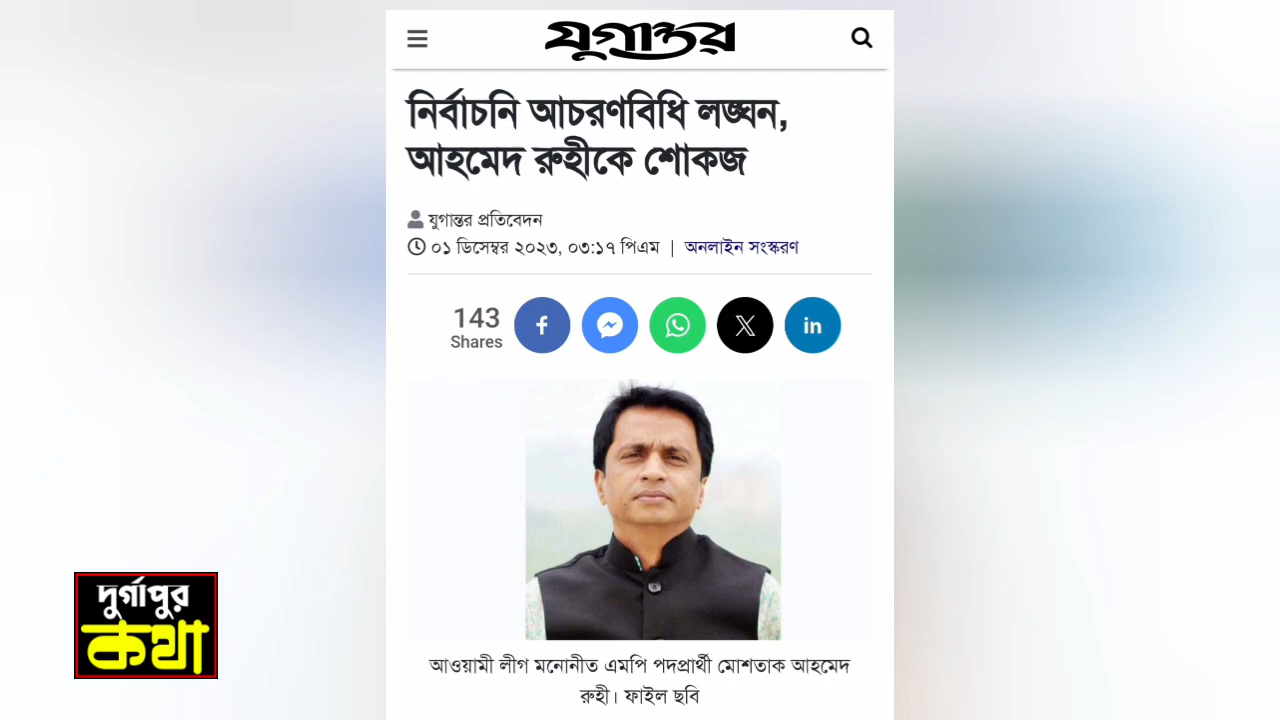 যুগান্তর
নির্বাচনি আচরণবিধি লঙ্ঘন,
আহমেদ রুহীকে শোকজ
যুগান্তর প্রতিবেদন
০১ ডিসেম্বর ২০২৩, ০৩:১৭ পিএম | অনলাইন সংস্করণ
143
Shares
আওয়ামী লীগ মনোনীত এমপি পদপ্রার্থী মোশতাক আহমেদ
রুহী। ফাইল ছবি
দুর্গাপুর
কথা